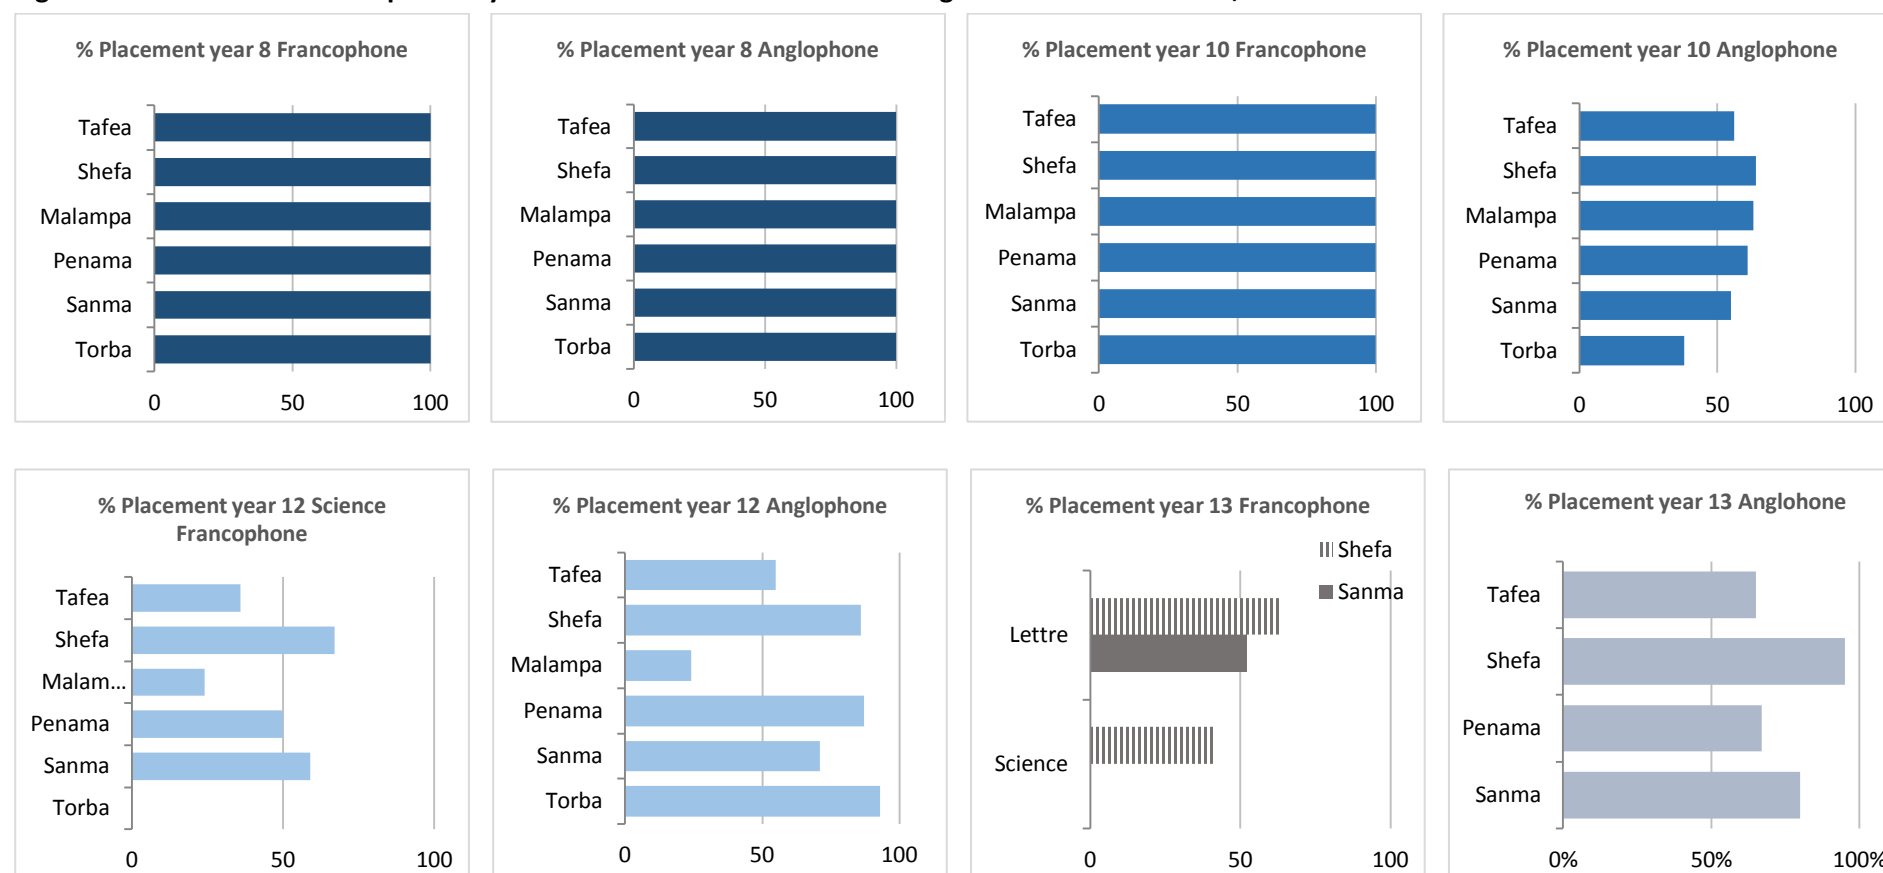 % Placement year 8 Francophone
Tafea
Shefa
Malampa
Penama
Sanma
Torba
0 50 100
% Placement year 8 Anglophone
Tafea
Shefa
Malampa
Penama
Sanma
Torba
0 50 100
% Placement year 10 Francophone
Tafea
Shefa
Malampa
Penama
Sanma
Torba
0 50 100
% Placement year 10 Anglophone
Tafea
Shefa
Malampa
Penama
Sanma
Torba
0 50 100
% Placement year 12 Science
Francophone
Tafea
Shefa
Malam...
Penama
Sanma
Torba
0 50 100
% Placement year 12 Anglophone
Tafea
Shefa
Malampa
Penama
Sanma
Torba
0 50 100
% Placement year 13 Francophone
Shefa
Sanma
Lettre
Science
0 50 100
% Placement year 13 Anglohone
Tafea
Shefa
Penama
Sanma
0% 50% 100%